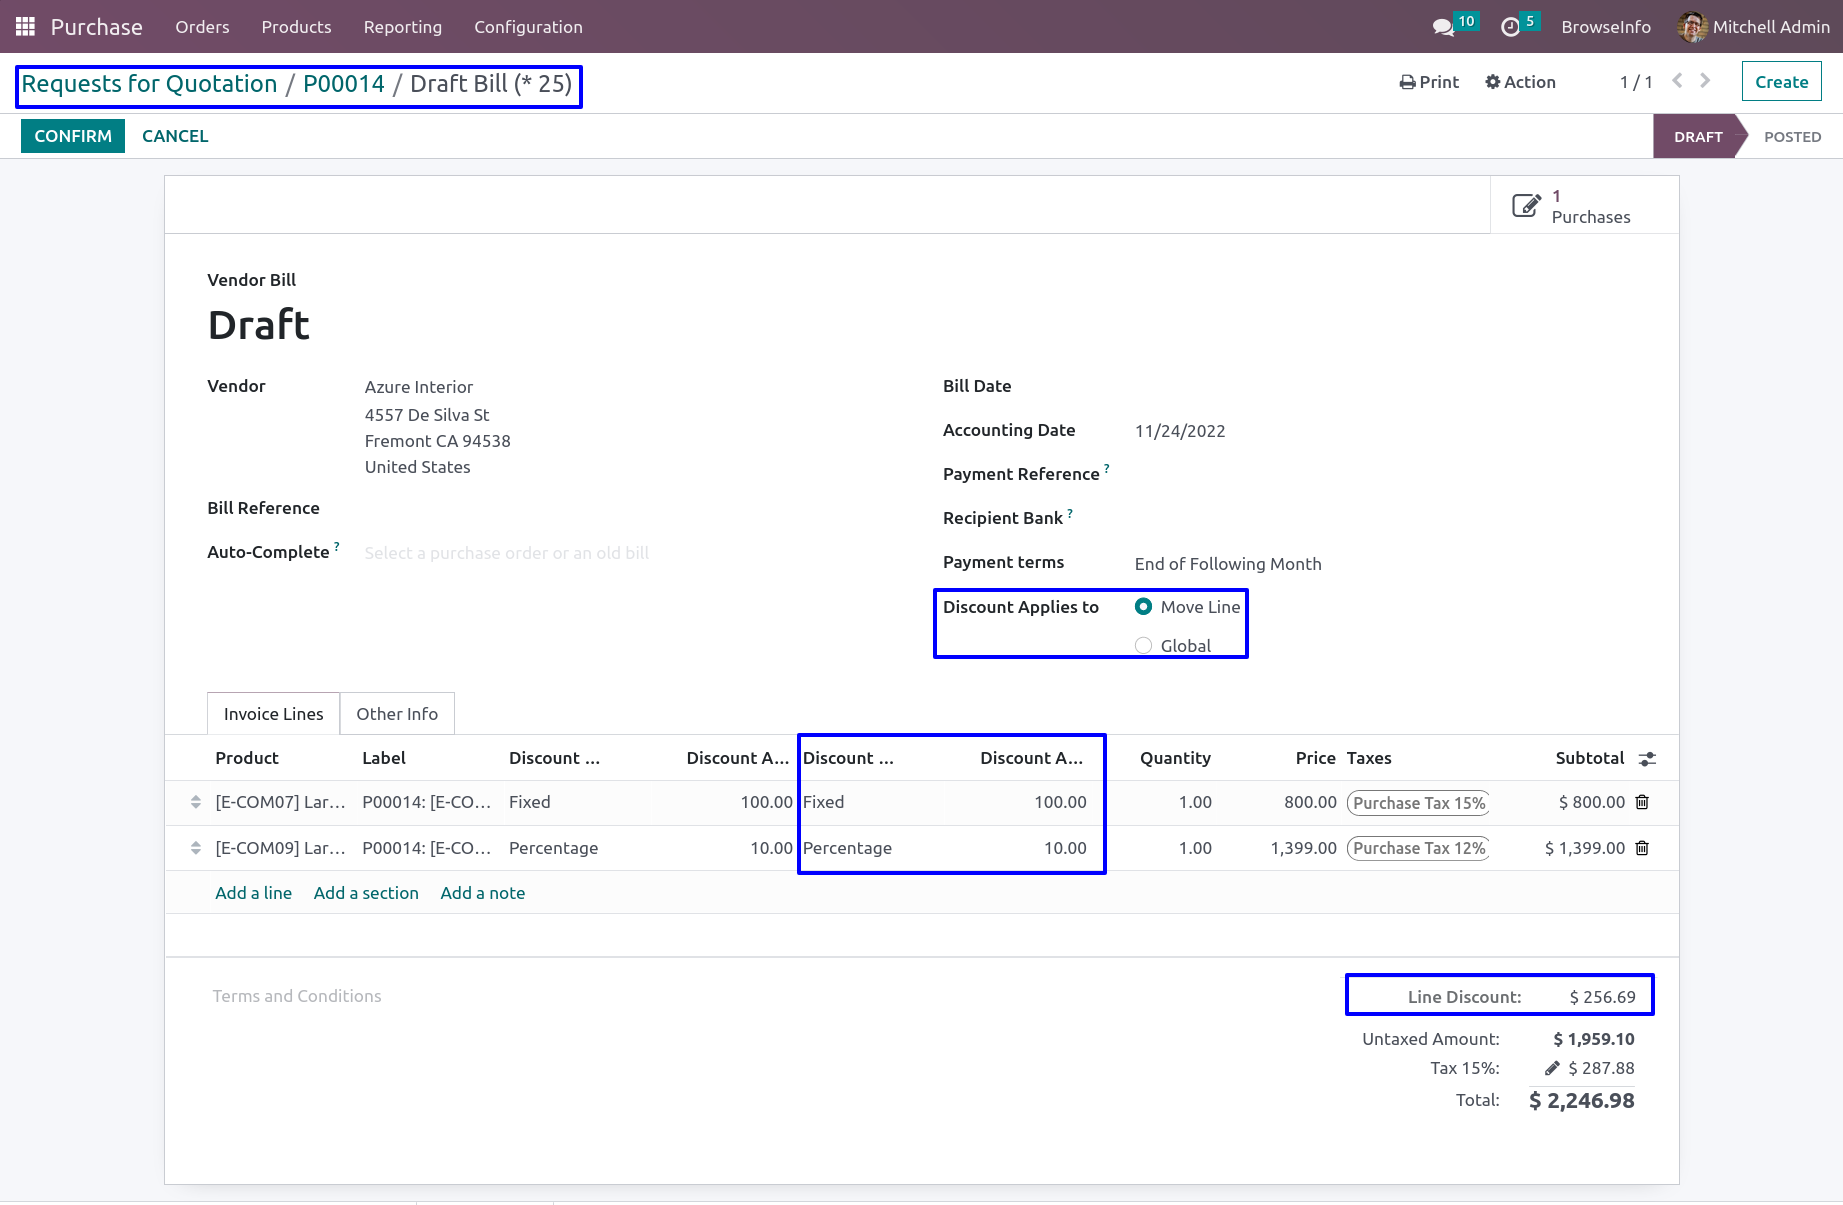 Purchase Orders Products Reporting Configuration 10 5 BrowseInfo Mitchell Admin
Requests for Quotation / P00014 / Draft Bill (* 25) Print Action 1 / 1 Create
CONFIRM CANCEL DRAFT POSTED
1
Purchases
Vendor Bill
Draft
Vendor Azure Interior
4557 De Silva St
Fremont CA 94538
United States
Bill Reference
Auto-Complete ? Select a purchase order or an old bill
Bill Date
Accounting Date 11/24/2022
Payment Reference ?
Recipient Bank ?
Payment terms End of Following Month
Discount Applies to Move Line
Global
Invoice Lines Other Info
Product Label Discount ... Discount A... Discount ... Discount A... Quantity Price Taxes Subtotal
[E-COM07] Lar... P00014: [E-CO... Fixed 100.00 Fixed 100.00 1.00 800.00 Purchase Tax 15% $ 800.00
[E-COM09] Lar... P00014: [E-CO... Percentage 10.00 Percentage 10.00 1.00 1,399.00 Purchase Tax 12% $ 1,399.00
Add a line Add a section Add a note
Terms and Conditions
Line Discount: $ 256.69
Untaxed Amount: $ 1,959.10
Tax 15%: $ 287.88
Total: $ 2,246.98